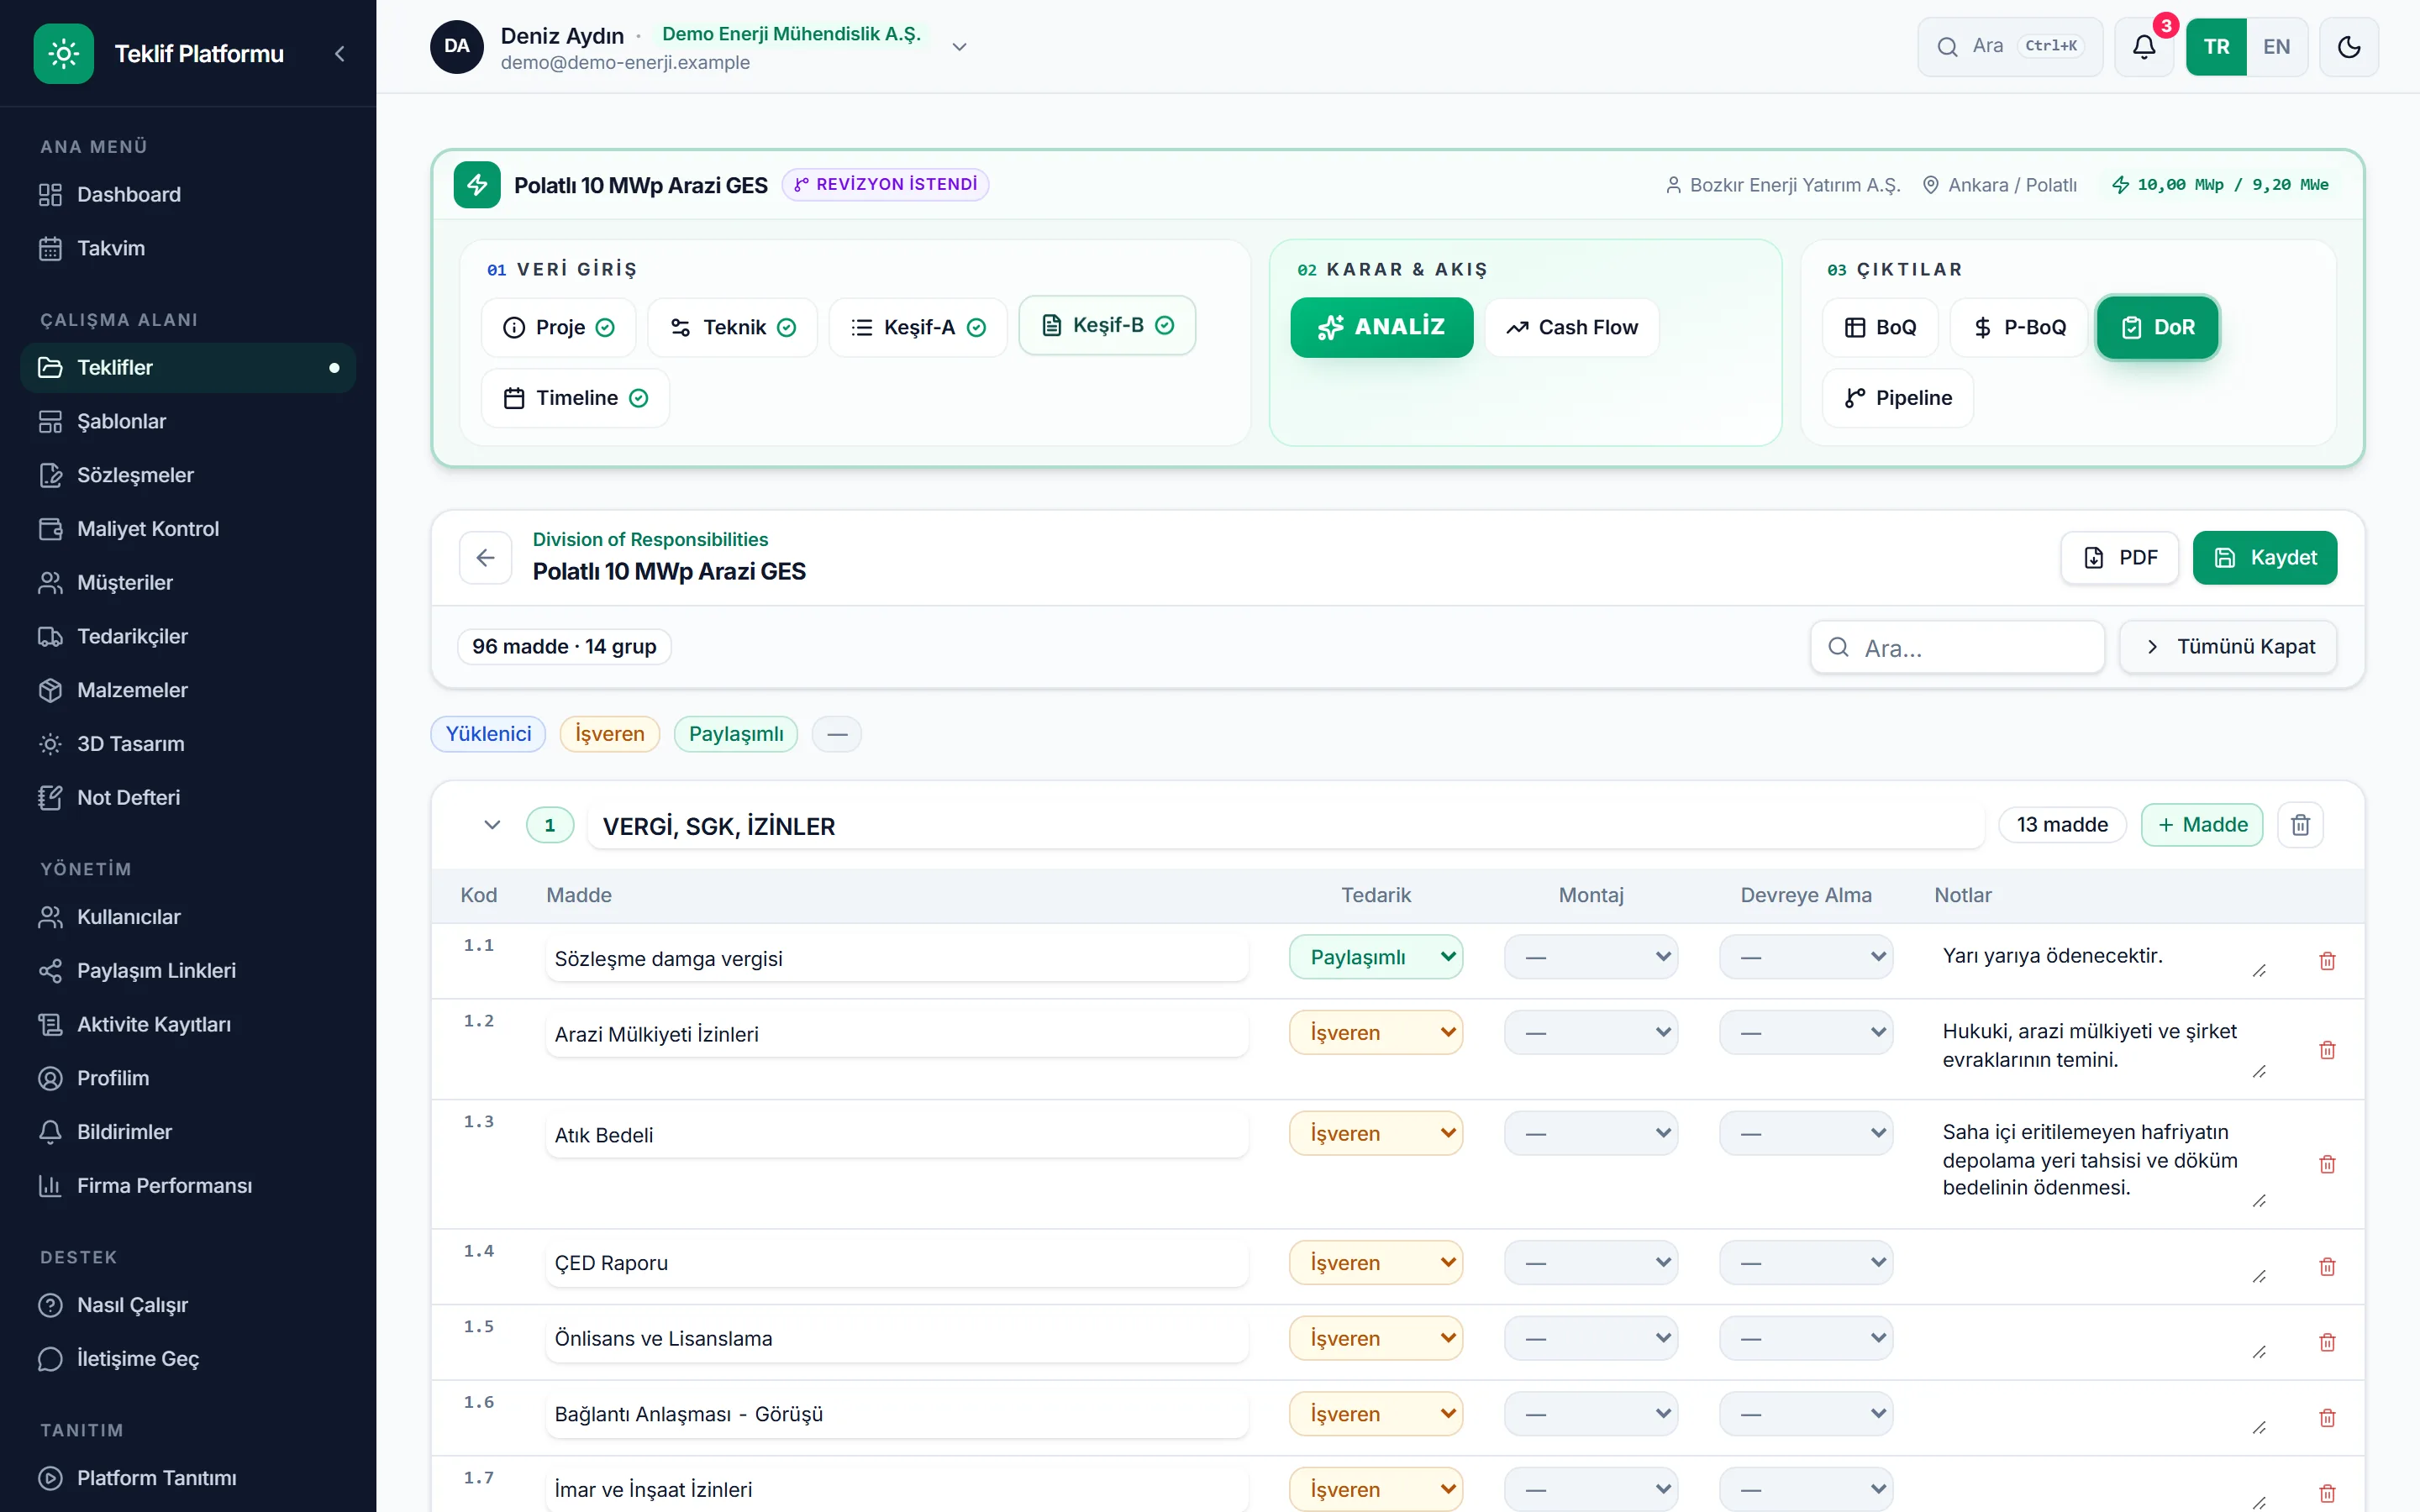 Teklif Platformu
ANA MENÜ
Dashboard
Takvim
ÇALIŞMA ALANI
Teklifler
Şablonlar
Sözleşmeler
Maliyet Kontrol
Müşteriler
Tedarikçiler
Malzemeler
3D Tasarım
Not Defteri
YÖNETİM
Kullanıcılar
Paylaşım Linkleri
Aktivite Kayıtları
Profilim
Bildirimler
Firma Performansı
DESTEK
Nasıl Çalışır
İletişime Geç
TANITIM
Platform Tanıtımı
DA
Deniz Aydın · Demo Enerji Mühendislik A.Ş.
demo@demo-enerji.example
Ara Ctrl+K
3
TR EN
Polatlı 10 MWp Arazi GES REVİZYON İSTENDİ
Bozkır Enerji Yatırım A.Ş. Ankara / Polatlı 10,00 MWp / 9,20 MWe
01 VERİ GİRİŞ
Proje Teknik Keşif-A Keşif-B
Timeline
02 KARAR & AKIŞ
ANALİZ Cash Flow
03 ÇIKTILAR
BoQ P-BoQ DoR
Pipeline
Division of Responsibilities
Polatlı 10 MWp Arazi GES
PDF Kaydet
96 madde · 14 grup
Ara... Tümünü Kapat
Yüklenici İşveren Paylaşımlı —
1 VERGİ, SGK, İZİNLER 13 madde + Madde
Kod Madde Tedarik Montaj Devreye Alma Notlar
1.1 Sözleşme damga vergisi Paylaşımlı — — Yarı yarıya ödenecektir.
1.2 Arazi Mülkiyeti İzinleri İşveren — — Hukuki, arazi mülkiyeti ve şirket
evraklarının temini.
1.3 Atık Bedeli İşveren — — Saha içi eritilemeyen hafriyatın
depolama yeri tahsisi ve döküm
bedelinin ödenmesi.
1.4 ÇED Raporu İşveren — —
1.5 Önlisans ve Lisanslama İşveren — —
1.6 Bağlantı Anlaşması - Görüşü İşveren — —
1.7 İmar ve İnşaat İzinleri İşveren — —